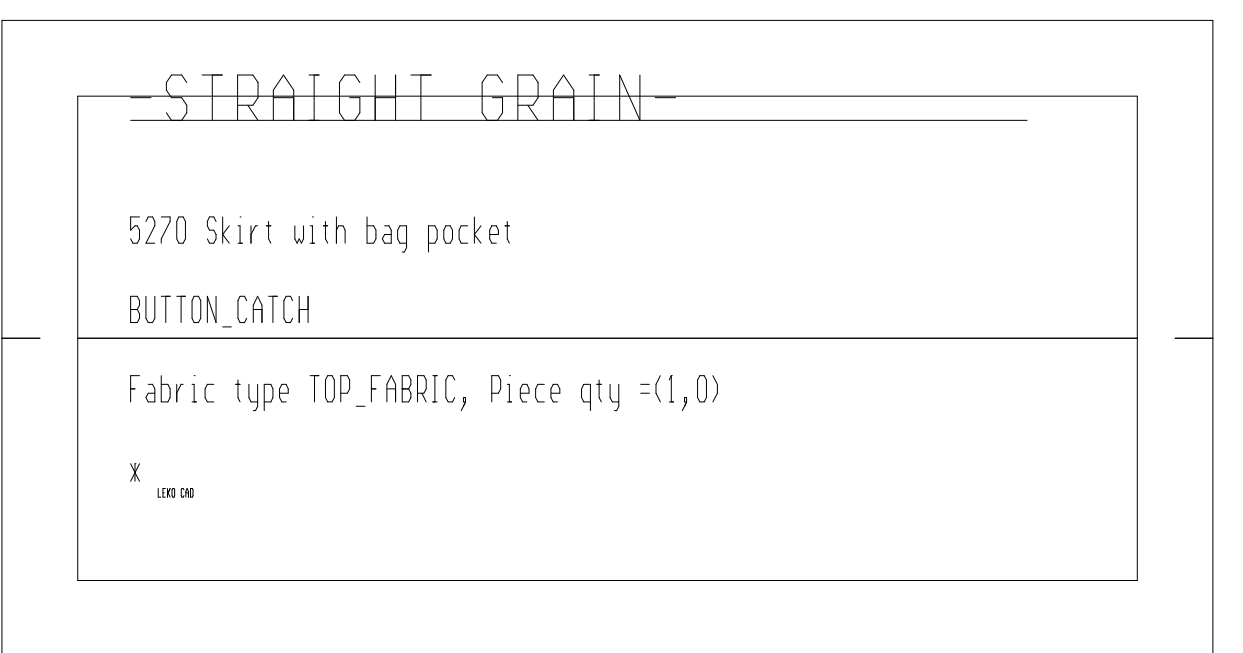 -STRAIGHT GRAIN-
5270 Skirt with bag pocket
BUTTON_CATCH
Fabric type TOP_FABRIC, Piece qty =(1,0)
*
LEKO CAD